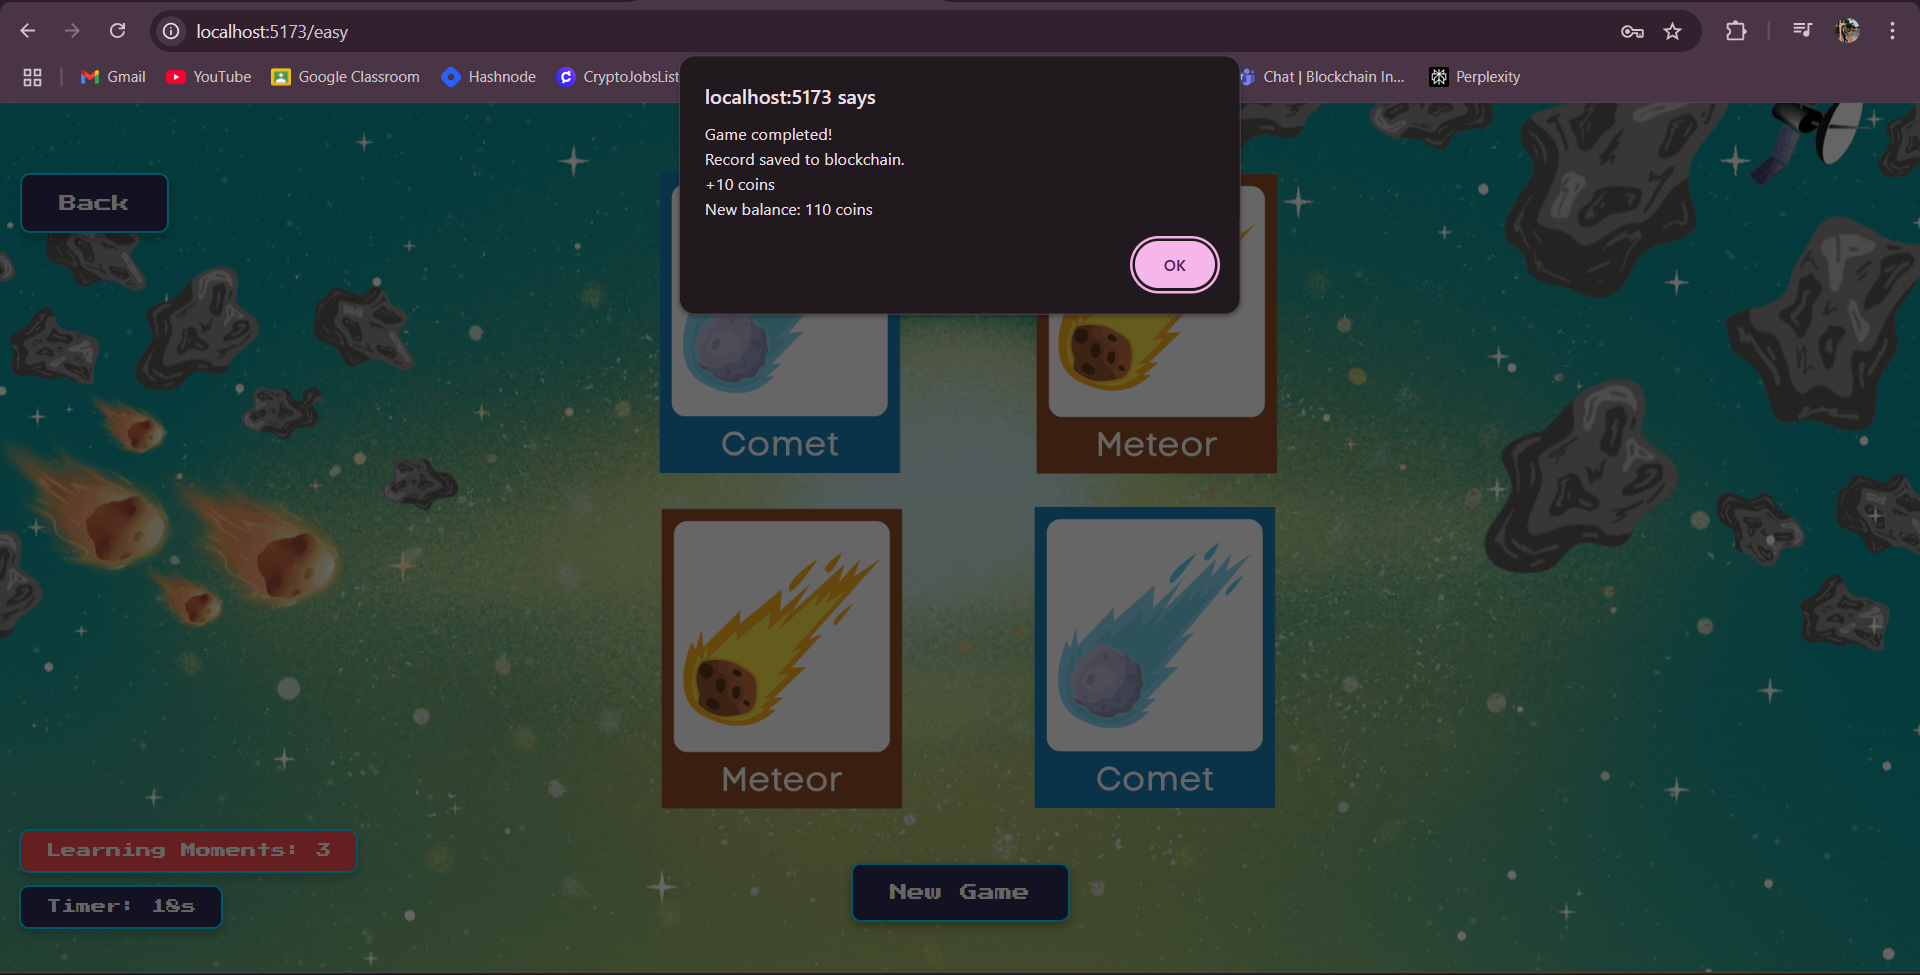 localhost:5173/easy
Gmail
YouTube
Google Classroom
Hashnode
CryptoJobsList
Chat | Blockchain In...
Perplexity
localhost:5173 says
Game completed!
Record saved to blockchain.
+10 coins
New balance: 110 coins
OK
Back
Comet
Meteor
Meteor
Comet
Learning Moments: 3
Timer: 18s
New Game